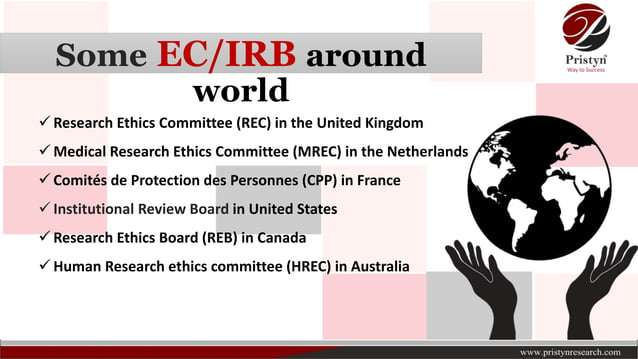 Pristyn
Way to Success
Some EC/IRB around
world
✓ Research Ethics Committee (REC) in the United Kingdom
✓ Medical Research Ethics Committee (MREC) in the Netherlands
✓ Comités de Protection des Personnes (CPP) in France
✓ Institutional Review Board in United States
✓ Research Ethics Board (REB) in Canada
✓ Human Research ethics committee (HREC) in Australia
www.pristynresearch.com